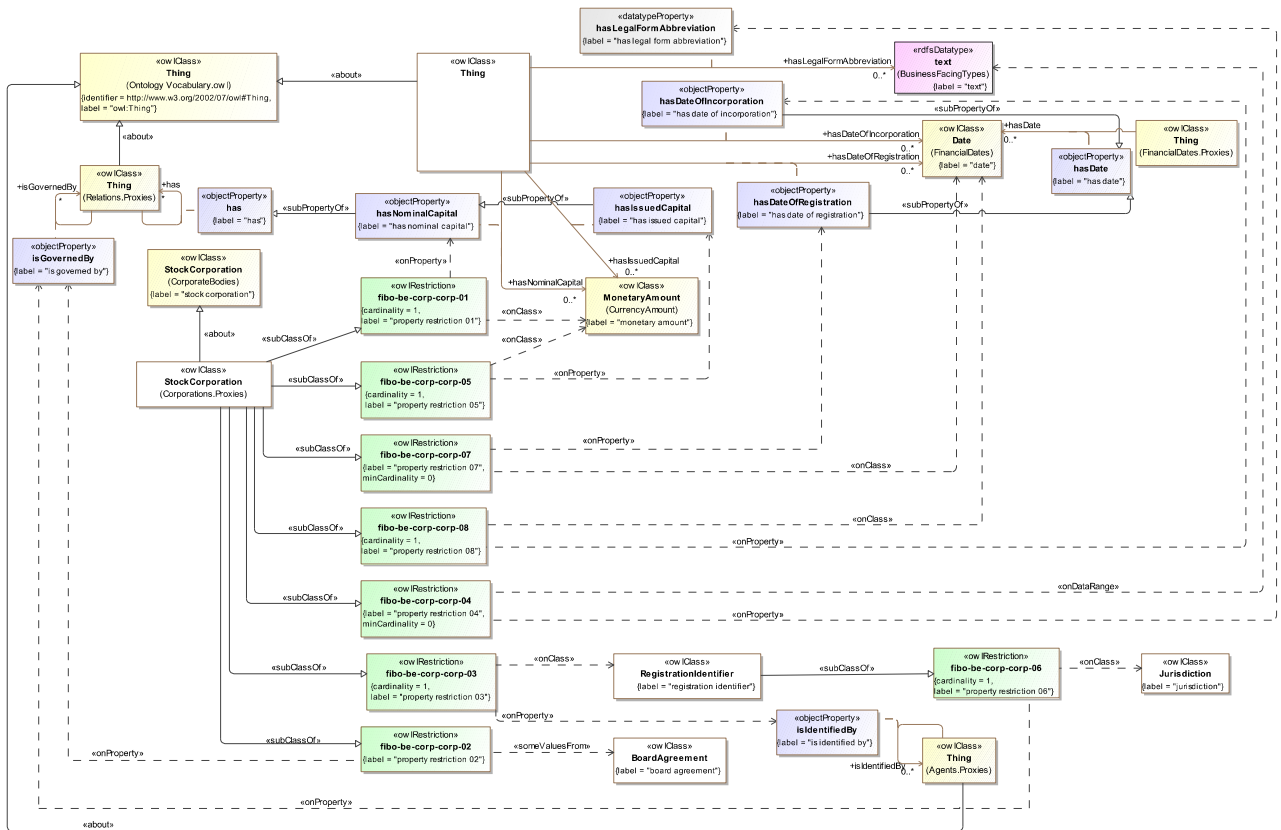 «datatypeProperty»
hasLegalFormAbbreviation
{label = "has legal form abbreviation"}
«owlClass»
Thing
(Ontology Vocabulary.owl)
{identifier = http://www.w3.org/2002/07/owl#Thing,
label = "owl:Thing"}
«about»
«owlClass»
Thing
+hasLegalFormAbbreviation
0..*
«rdfsDatatype»
text
(BusinessFacingTypes)
{label = "text"}
«objectProperty»
hasDateOfIncorporation
{label = "has date of incorporation"}
«subPropertyOf»
+hasDateOfIncorporation
0..*
+hasDateOfRegistration
0..*
«owlClass»
Date
(FinancialDates)
{label = "date"}
+hasDate
0..*
«owlClass»
Thing
(FinancialDates.Proxies)
«objectProperty»
hasDate
{label = "has date"}
«about»
«owlClass»
Thing
(Relations.Proxies)
+isGovernedBy
*
+has
*
«objectProperty»
has
{label = "has"}
«subPropertyOf»
«objectProperty»
hasNominalCapital
{label = "has nominal capital"}
«subPropertyOf»
«objectProperty»
hasIssuedCapital
{label = "has issued capital"}
«objectProperty»
hasDateOfRegistration
{label = "has date of registration"}
«subPropertyOf»
«objectProperty»
isGovernedBy
{label = "is governed by"}
«owlClass»
StockCorporation
(CorporateBodies)
{label = "stock corporation"}
«onProperty»
+hasIssuedCapital
0..*
+hasNominalCapital
0..*
«owlClass»
MonetaryAmount
(CurrencyAmount)
{label = "monetary amount"}
«owlRestriction»
fibo-be-corp-corp-01
{cardinality = 1,
label = "property restriction 01"}
«onClass»
«onClass»
«about»
«subClassOf»
«owlClass»
StockCorporation
(Corporations.Proxies)
«subClassOf»
«owlRestriction»
fibo-be-corp-corp-05
{cardinality = 1,
label = "property restriction 05"}
«onProperty»
«subClassOf»
«owlRestriction»
fibo-be-corp-corp-07
{label = "property restriction 07",
minCardinality = 0}
«onProperty»
«onClass»
«subClassOf»
«owlRestriction»
fibo-be-corp-corp-08
{cardinality = 1,
label = "property restriction 08"}
«onClass»
«onProperty»
«subClassOf»
«owlRestriction»
fibo-be-corp-corp-04
{label = "property restriction 04",
minCardinality = 0}
«onDataRange»
«onProperty»
«subClassOf»
«owlRestriction»
fibo-be-corp-corp-03
{cardinality = 1,
label = "property restriction 03"}
«onClass»
«owlClass»
RegistrationIdentifier
{label = "registration identifier"}
«subClassOf»
«owlRestriction»
fibo-be-corp-corp-06
{cardinality = 1,
label = "property restriction 06"}
«onClass»
«owlClass»
Jurisdiction
{label = "jurisdiction"}
«onProperty»
«objectProperty»
isIdentifiedBy
{label = "is identified by"}
«subClassOf»
«owlRestriction»
fibo-be-corp-corp-02
{label = "property restriction 02"}
«someValuesFrom»
«owlClass»
BoardAgreement
{label = "board agreement"}
«owlClass»
Thing
(Agents.Proxies)
+isIdentifiedBy
0..*
«onProperty»
«onProperty»
«about»